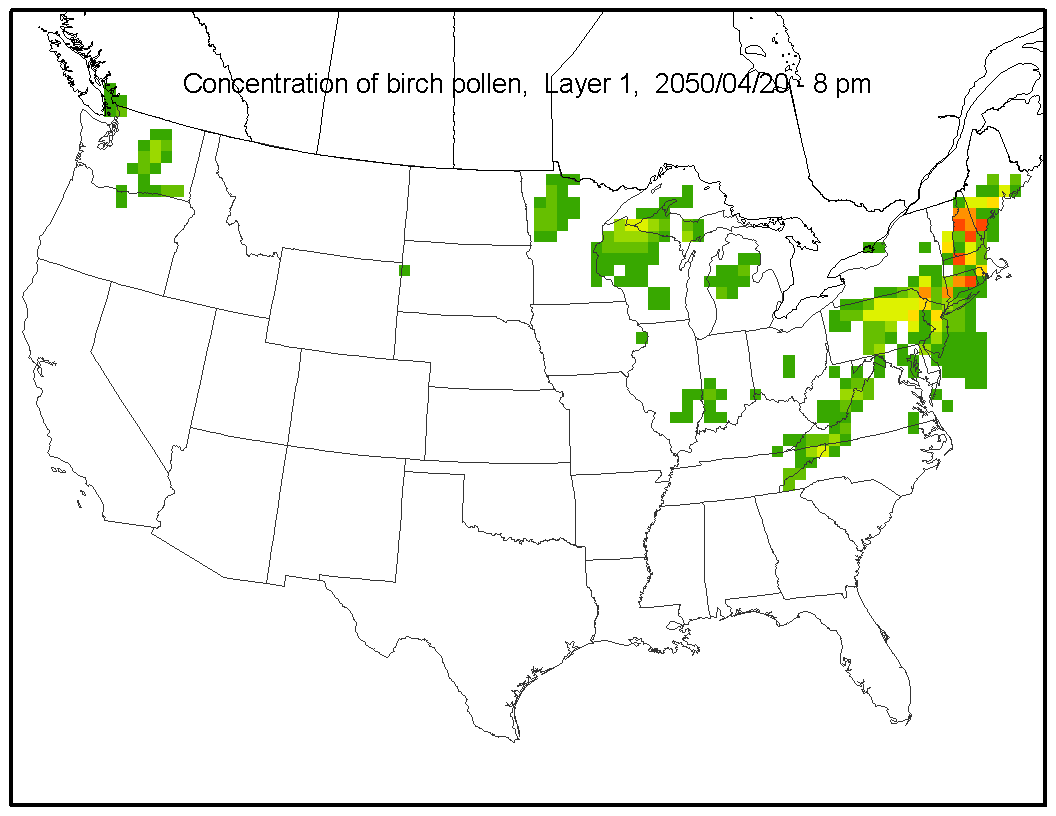 Concentration of birch pollen, Layer 1, 2050/04/20 - 8 pm